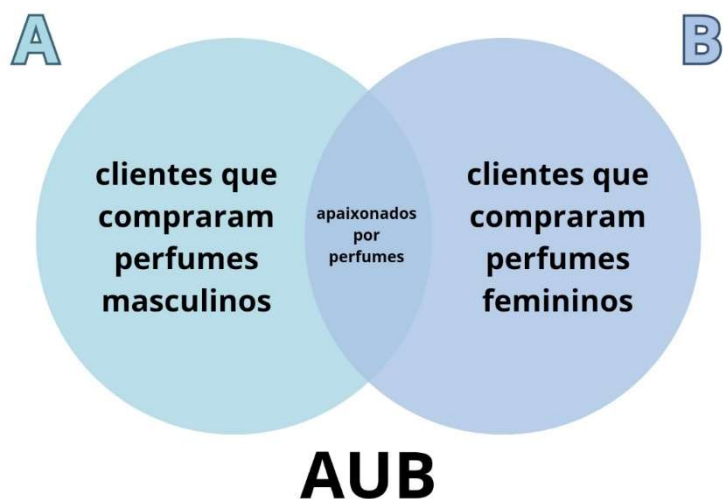 A
B
clientes que
compraram
perfumes
masculinos
apaixonados
por
perfumes
clientes que
compraram
perfumes
femininos
AUB